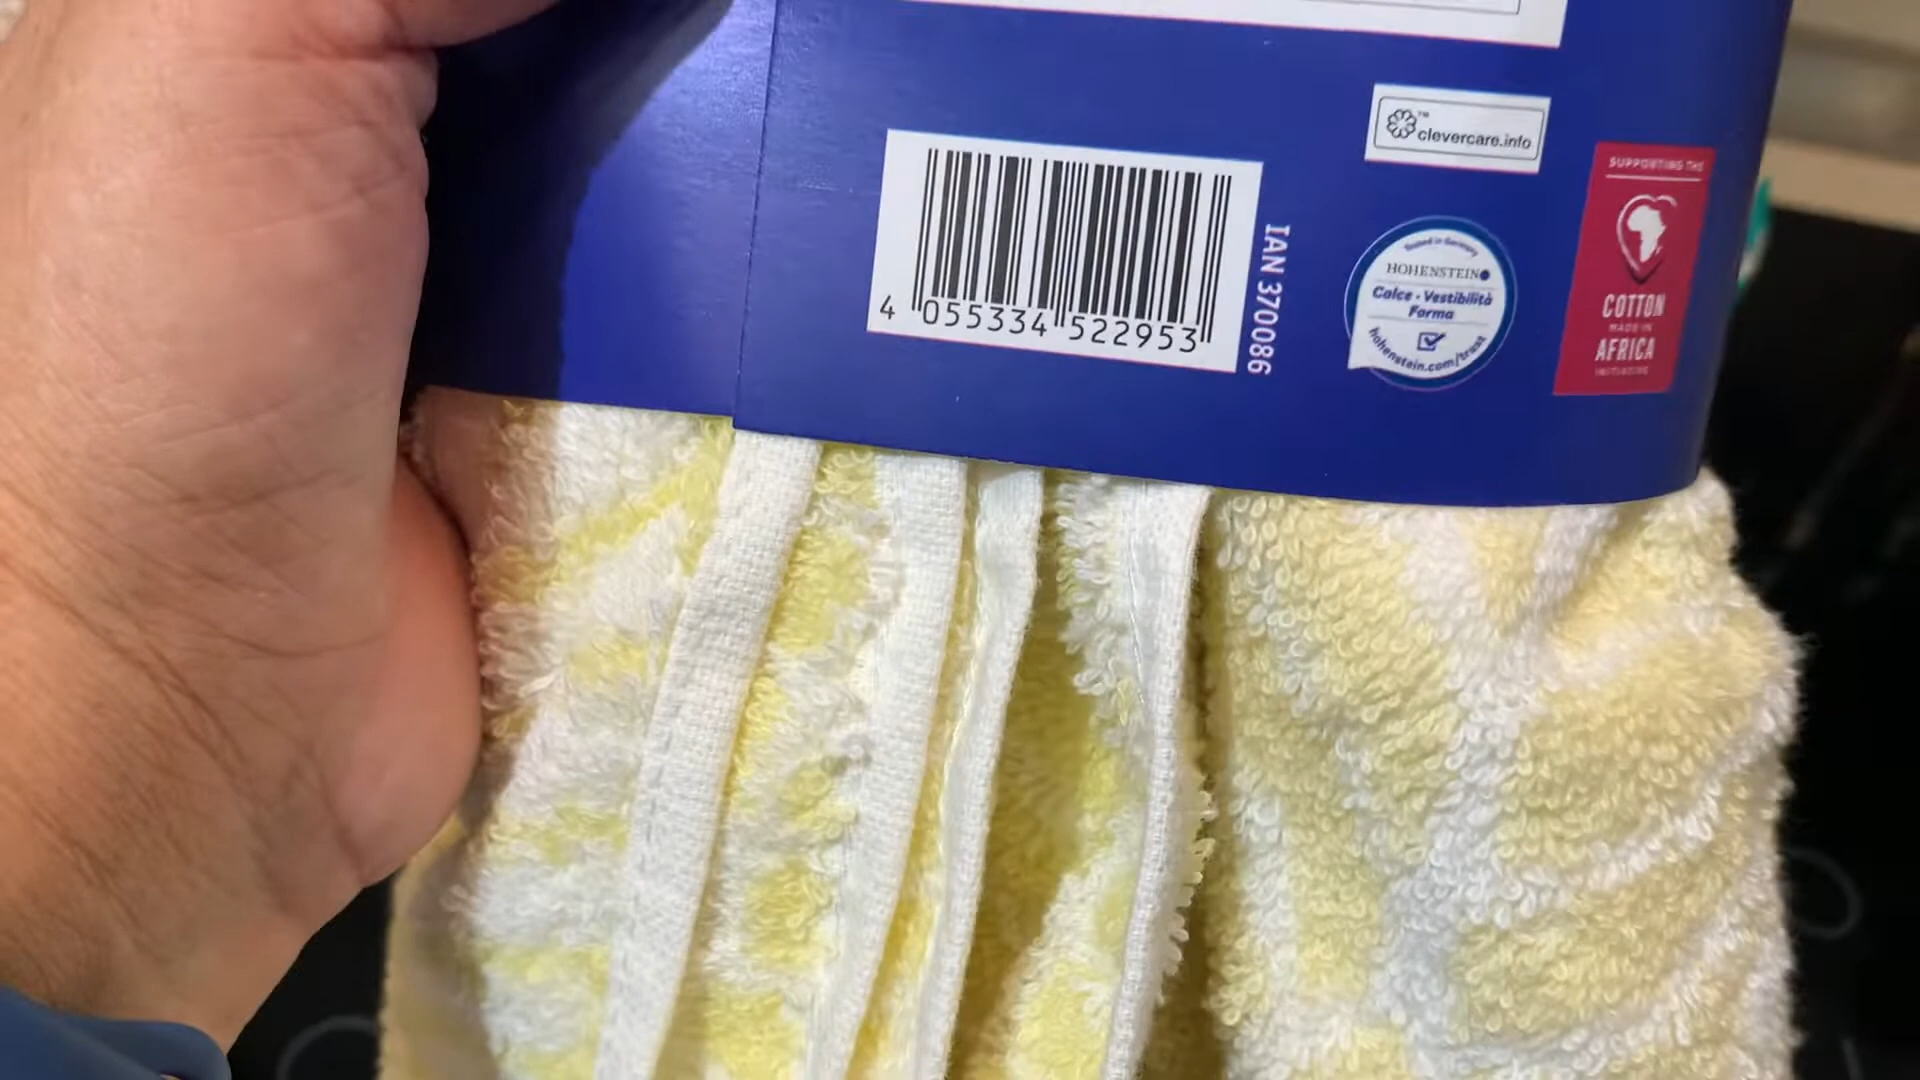 ™
clevercare.info
SUPPORTING THE
COTTON
MADE IN
AFRICA
INITIATIVE
Tested in Germany
HOHENSTEIN
Calce - Vestibilità
Forma
hohenstein.com/trust
IAN 370086
4 055334 522953